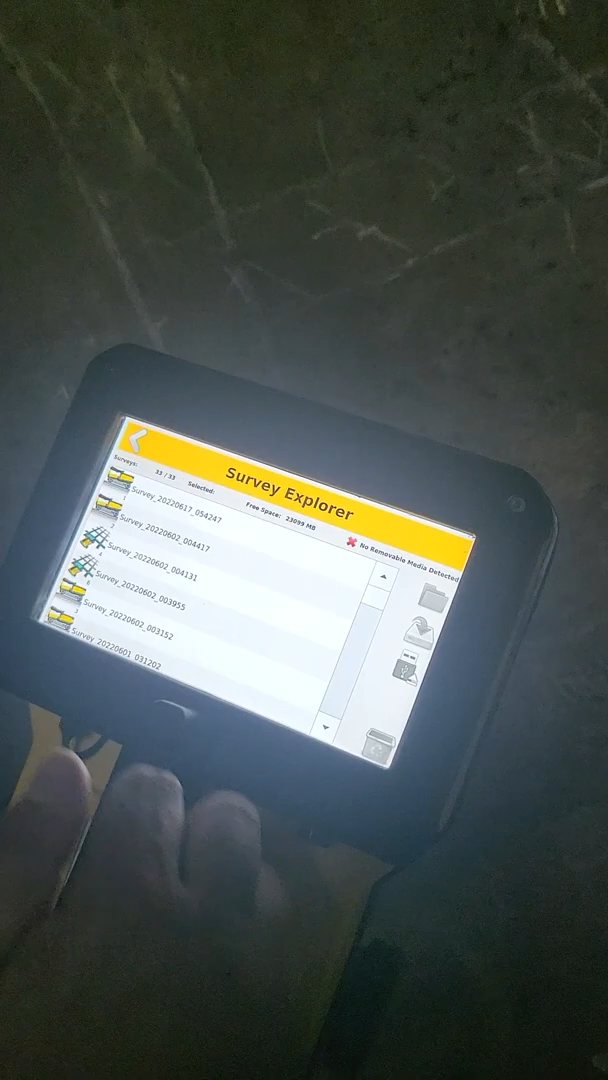 Survey Explorer
Surveys: 33 / 33 Selected: Free Space: 23099 MB No Removable Media Detected
Survey_20220617_054247
Survey_20220602_004417
Survey_20220602_004131
Survey_20220602_003955
Survey_20220602_003152
Survey_20220601_031202